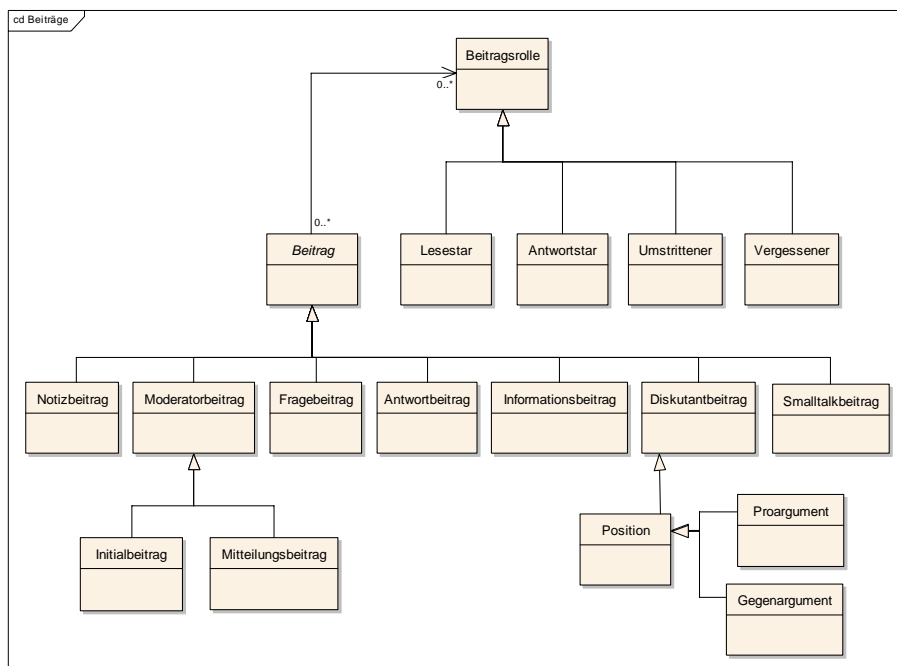 cd Beiträge
Beitragsrolle
0..*
0..*
Beitrag
Lesestar
Antwortstar
Umstrittener
Vergessener
Notizbeitrag
Moderatorbeitrag
Fragebeitrag
Antwortbeitrag
Informationsbeitrag
Diskutantbeitrag
Smalltalkbeitrag
Proargument
Position
Initialbeitrag
Mitteilungsbeitrag
Gegenargument